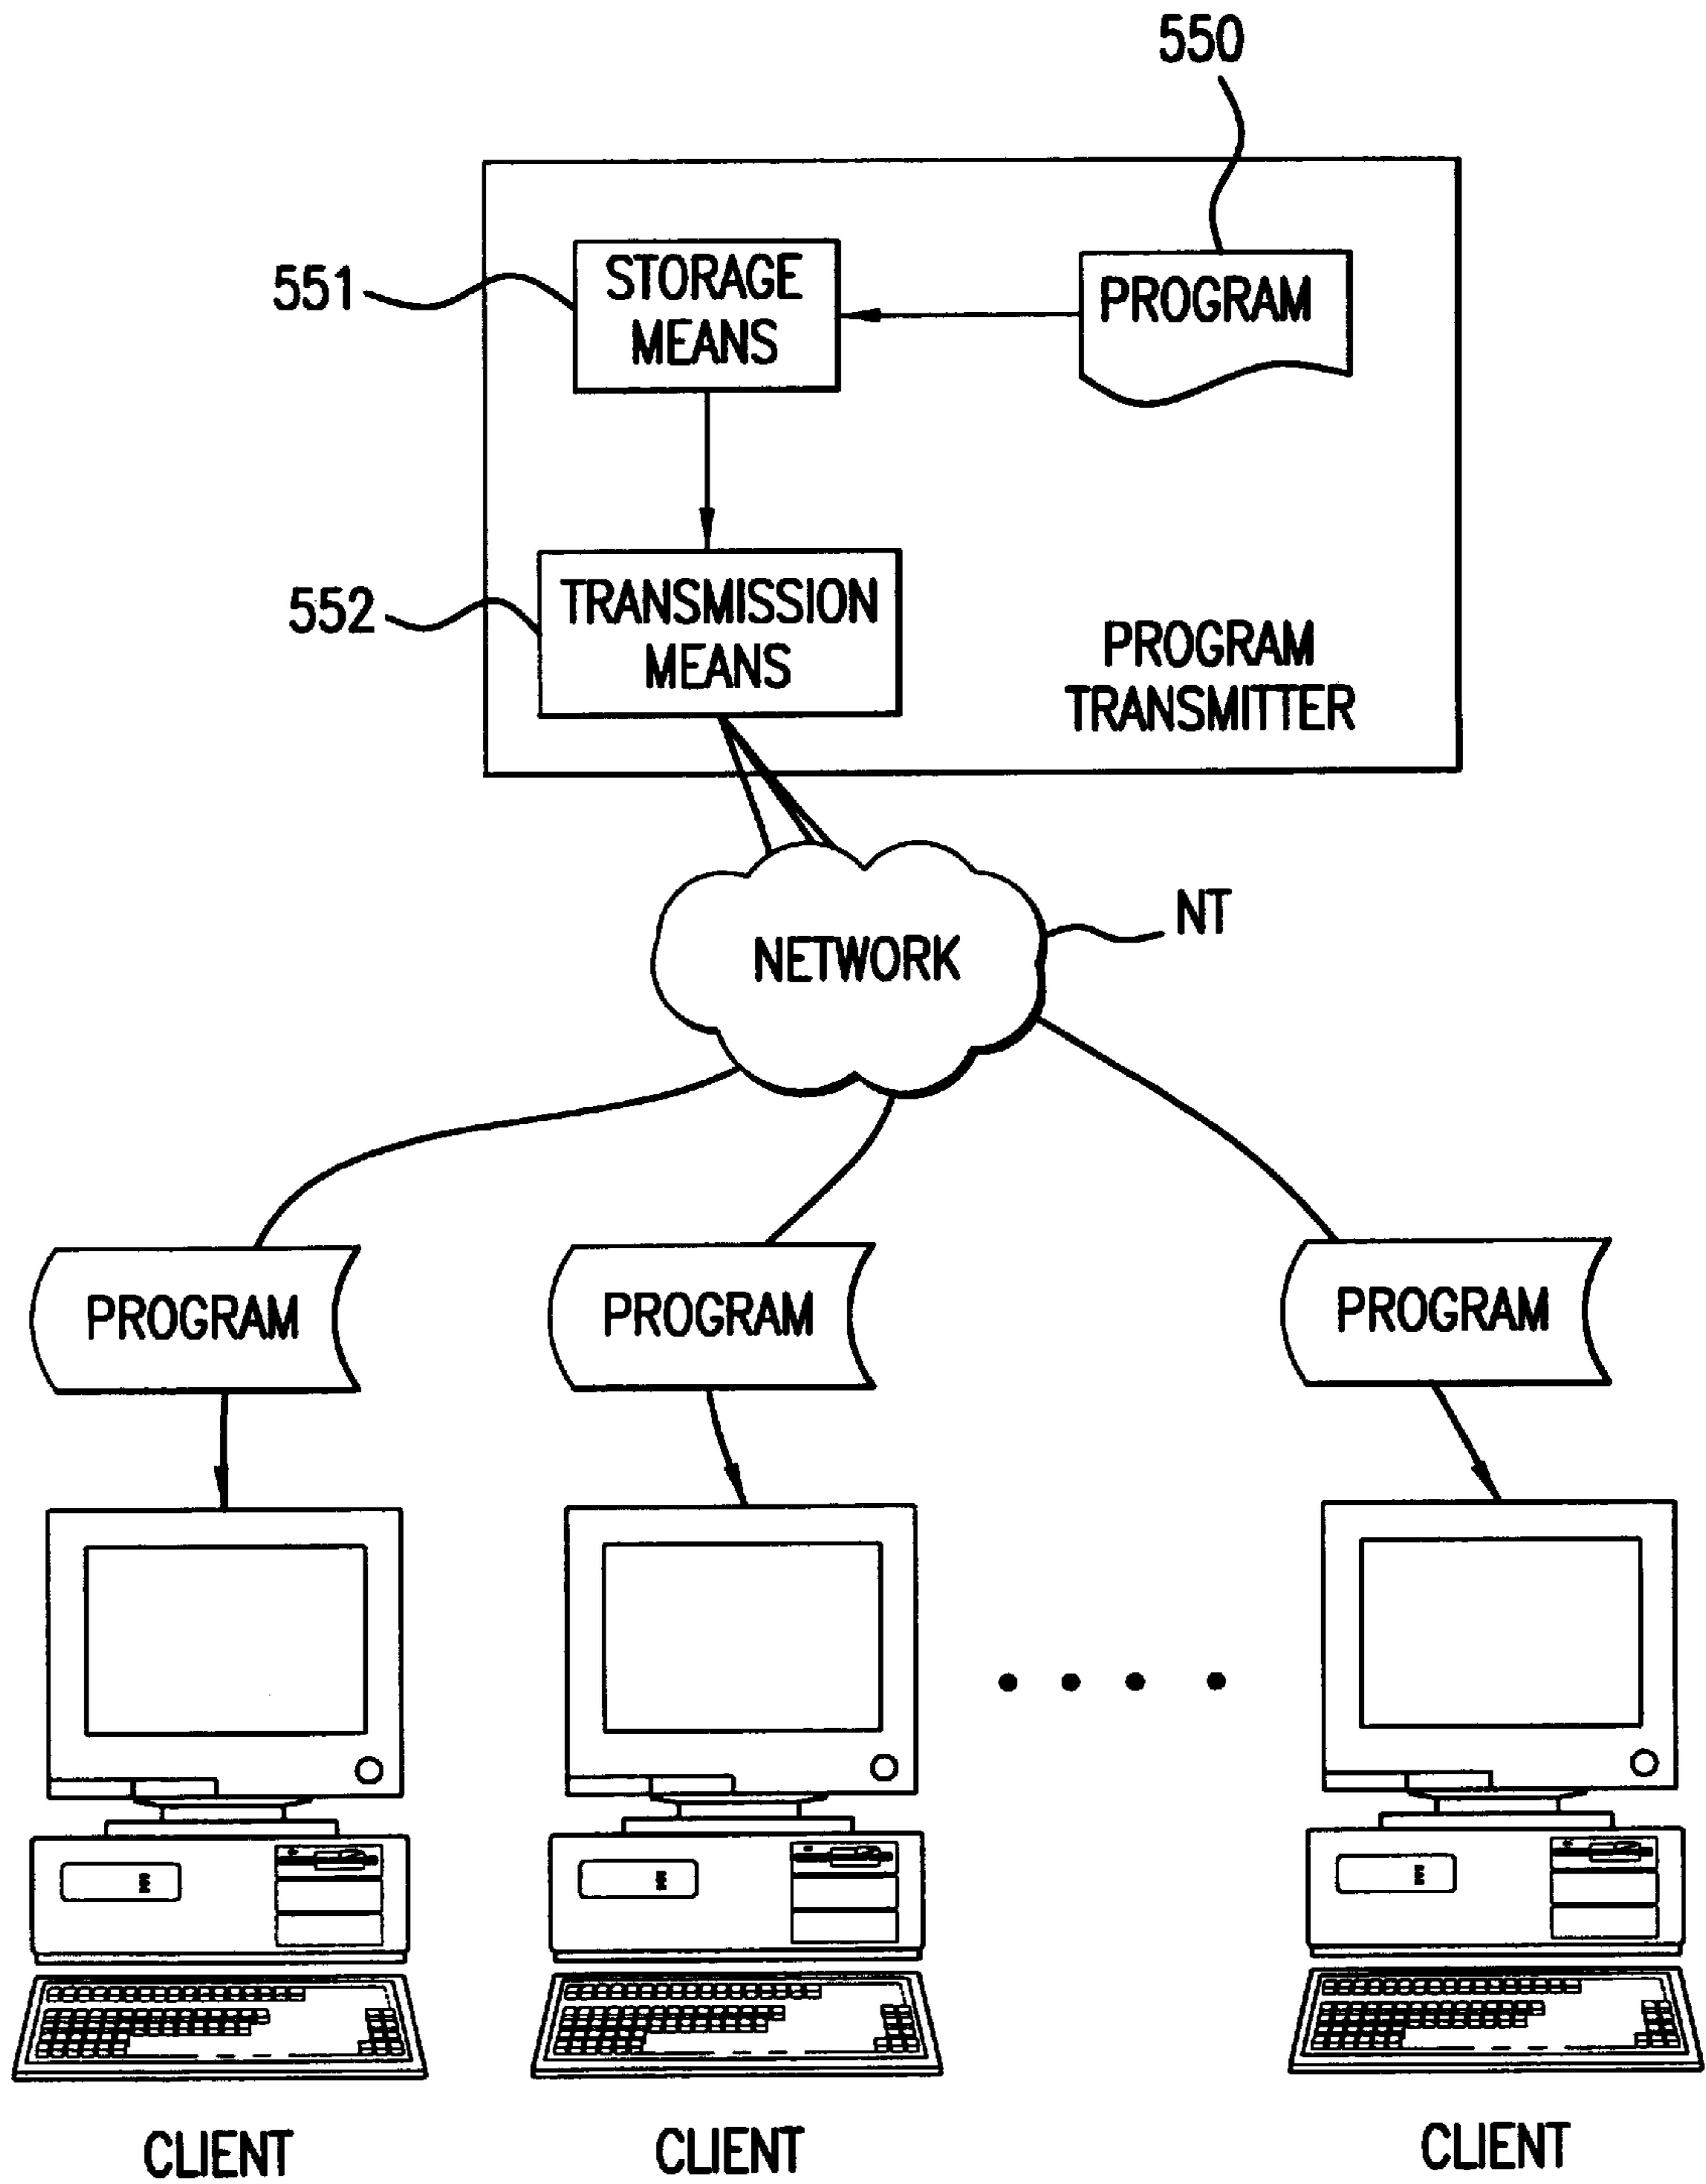 550
551
STORAGE
MEANS
PROGRAM
552
TRANSMISSION
MEANS
PROGRAM
TRANSMITTER
NETWORK
NT
PROGRAM
PROGRAM
PROGRAM
CLIENT
CLIENT
CLIENT